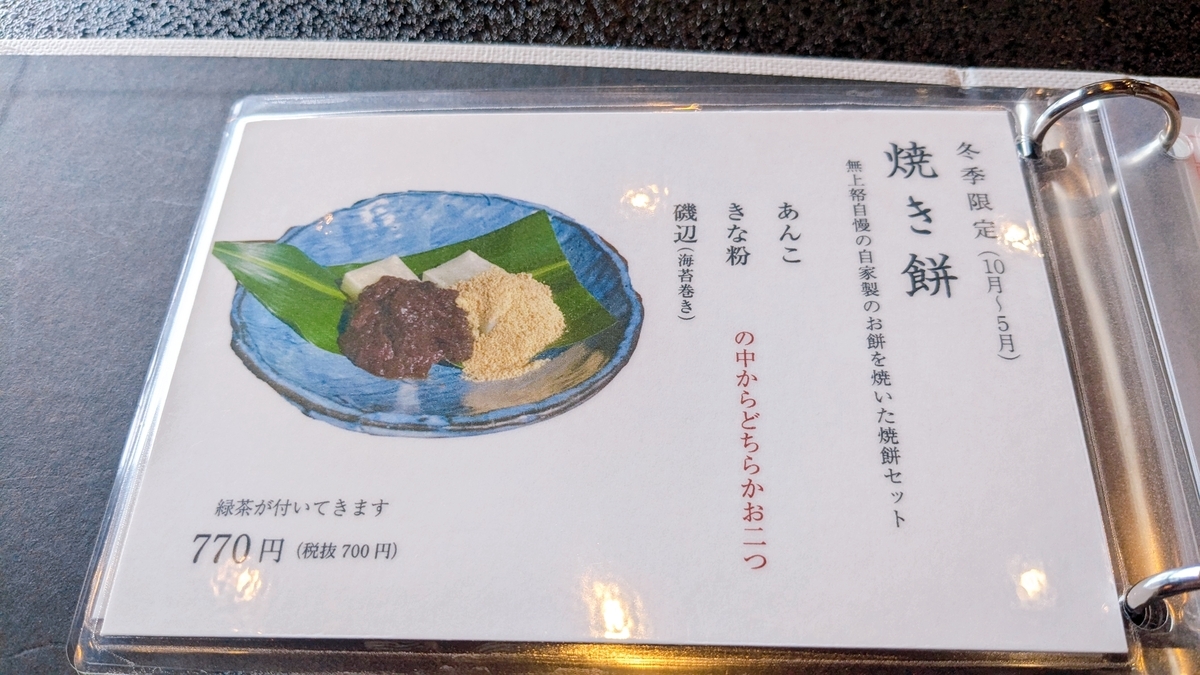 冬季限定(10月～5月)
焼き餅
無上帑自慢の自家製のお餅を焼いた焼餅セット
あんこ
きな粉
磯辺(海苔巻き)
の中からどちらかお二つ
緑茶が付いてきます
770円(税抜700円)